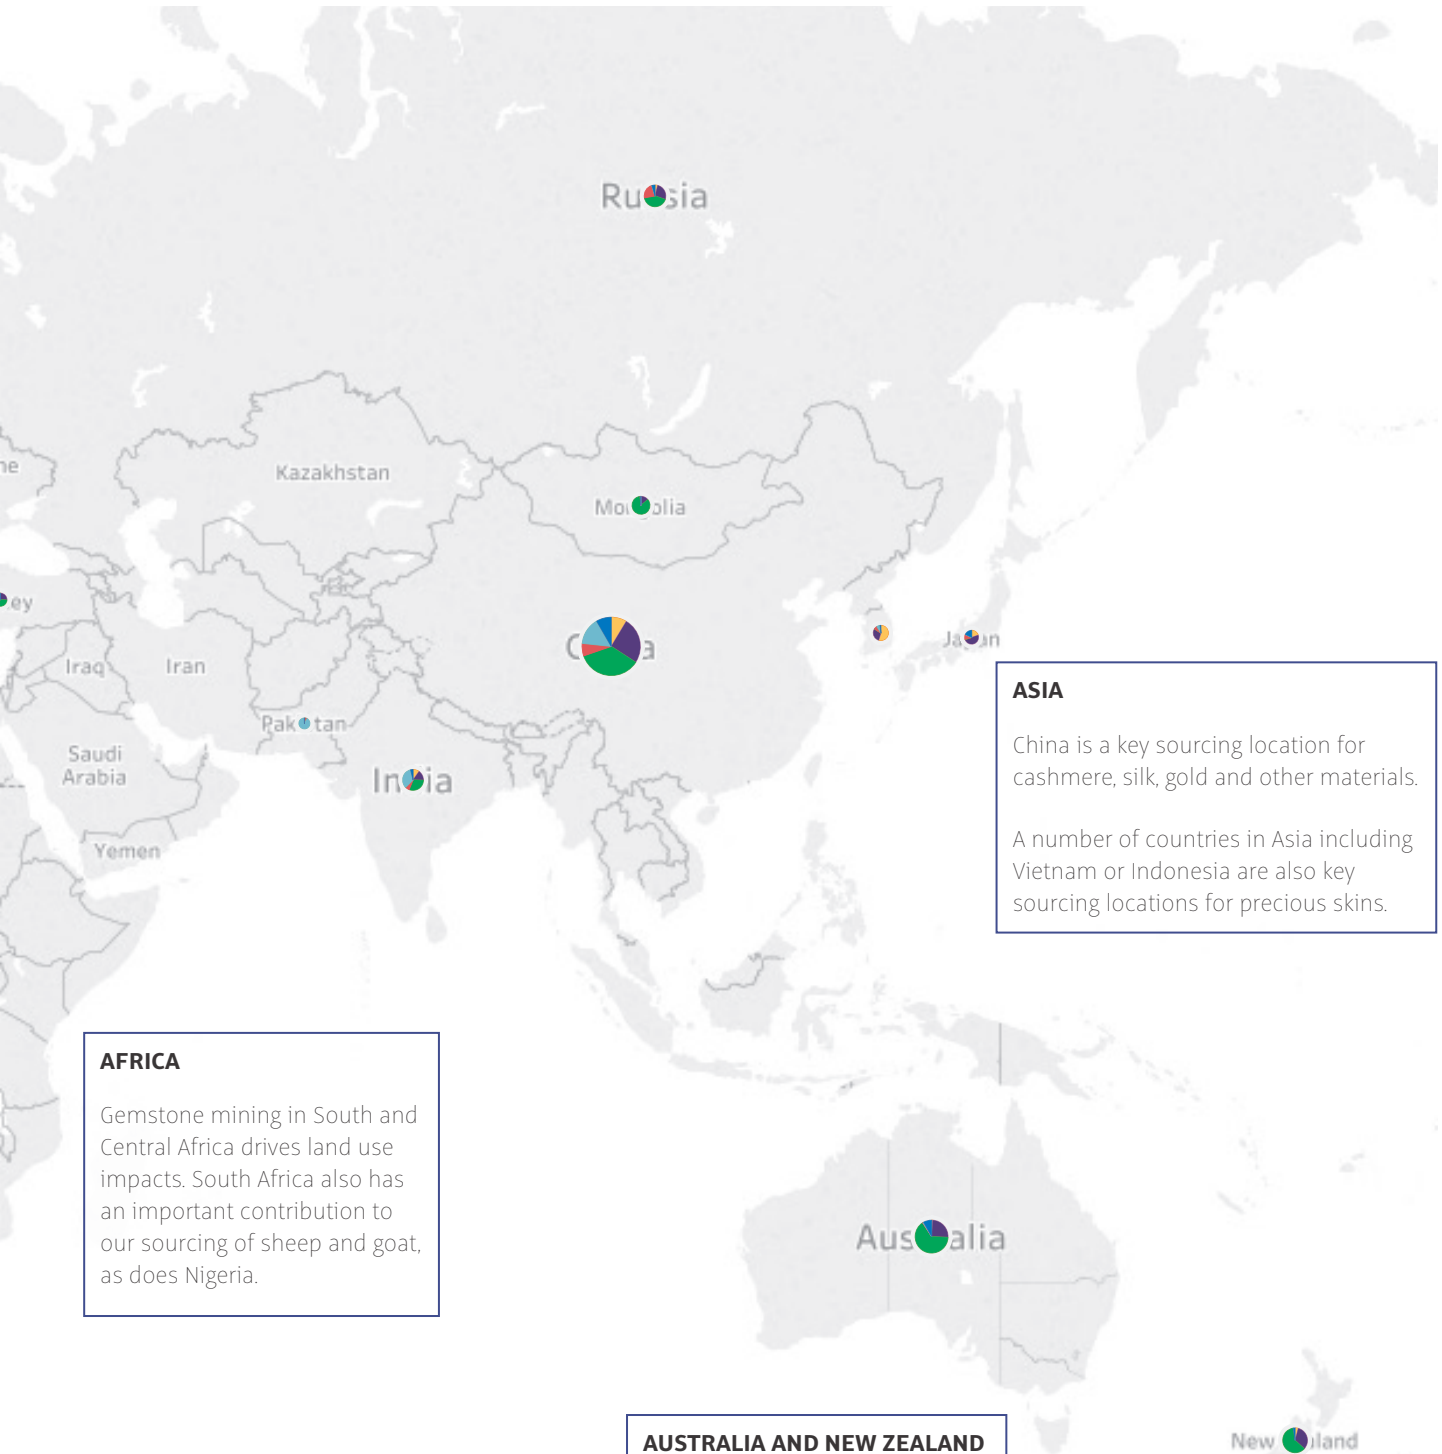 Russia
Kazakhstan
Mongolia
China
Japan
Iraq
Iran
Pakistan
India
Saudi
Arabia
Yemen
ASIA
China is a key sourcing location for
cashmere, silk, gold and other materials.
A number of countries in Asia including
Vietnam or Indonesia are also key
sourcing locations for precious skins.
AFRICA
Gemstone mining in South and
Central Africa drives land use
impacts. South Africa also has
an important contribution to
our sourcing of sheep and goat,
as does Nigeria.
Australia
AUSTRALIA AND NEW ZEALAND
New Zealand